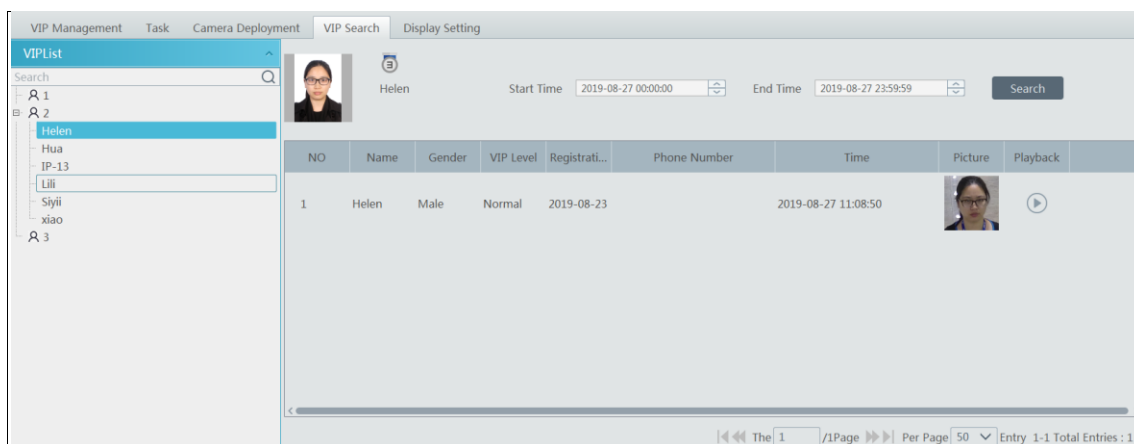 VIP Management Task Camera Deployment VIP Search Display Setting
VIPList
Search
1
2
Helen
Hua
IP-13
Lili
Siyii
xiao
3
3
Helen
Start Time 2019-08-27 00:00:00 End Time 2019-08-27 23:59:59 Search
NO Name Gender VIP Level Registrati... Phone Number Time Picture Playback
1 Helen Male Normal 2019-08-23 2019-08-27 11:08:50
The 1 /1Page Per Page 50 Entry 1-1 Total Entries : 1